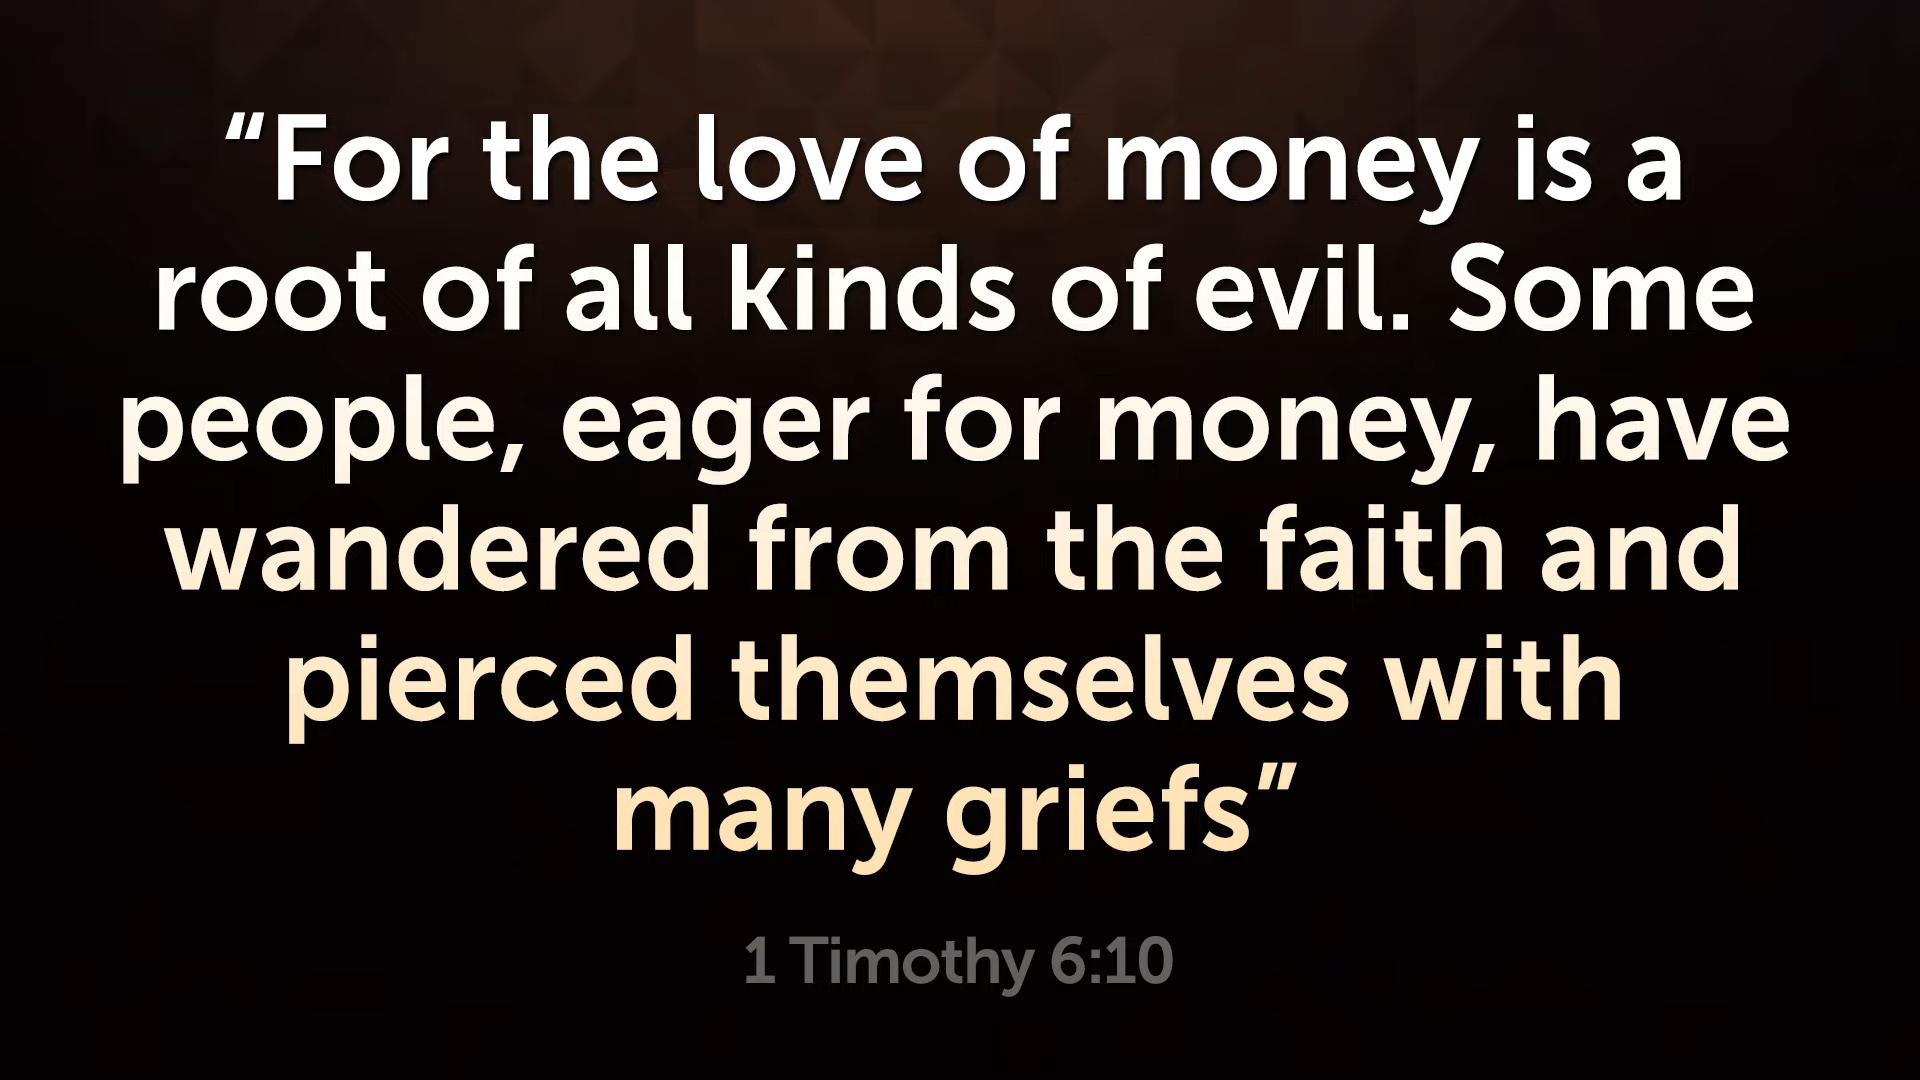 “For the love of money is a
root of all kinds of evil. Some
people, eager for money, have
wandered from the faith and
pierced themselves with
many griefs”
1 Timothy 6:10